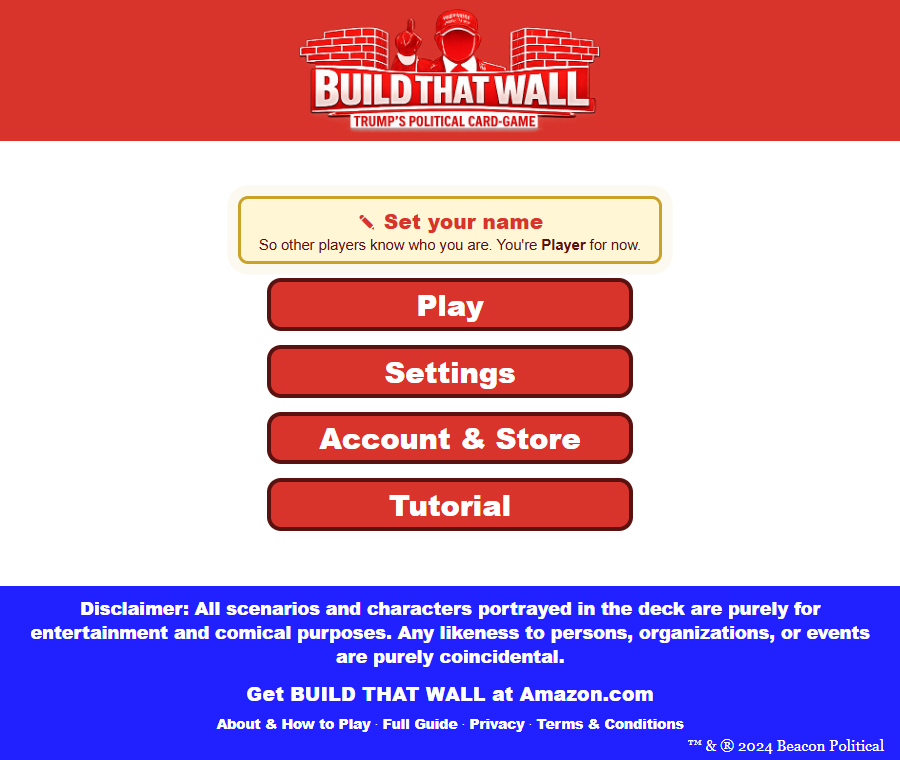 BUILD THAT WALL
TRUMP'S POLITICAL CARD-GAME
Set your name
So other players know who you are. You're Player for now.
Play
Settings
Account & Store
Tutorial
Disclaimer: All scenarios and characters portrayed in the deck are purely for
entertainment and comical purposes. Any likeness to persons, organizations, or events
are purely coincidental.
Get BUILD THAT WALL at Amazon.com
About & How to Play · Full Guide · Privacy · Terms & Conditions
™ & ® 2024 Beacon Political